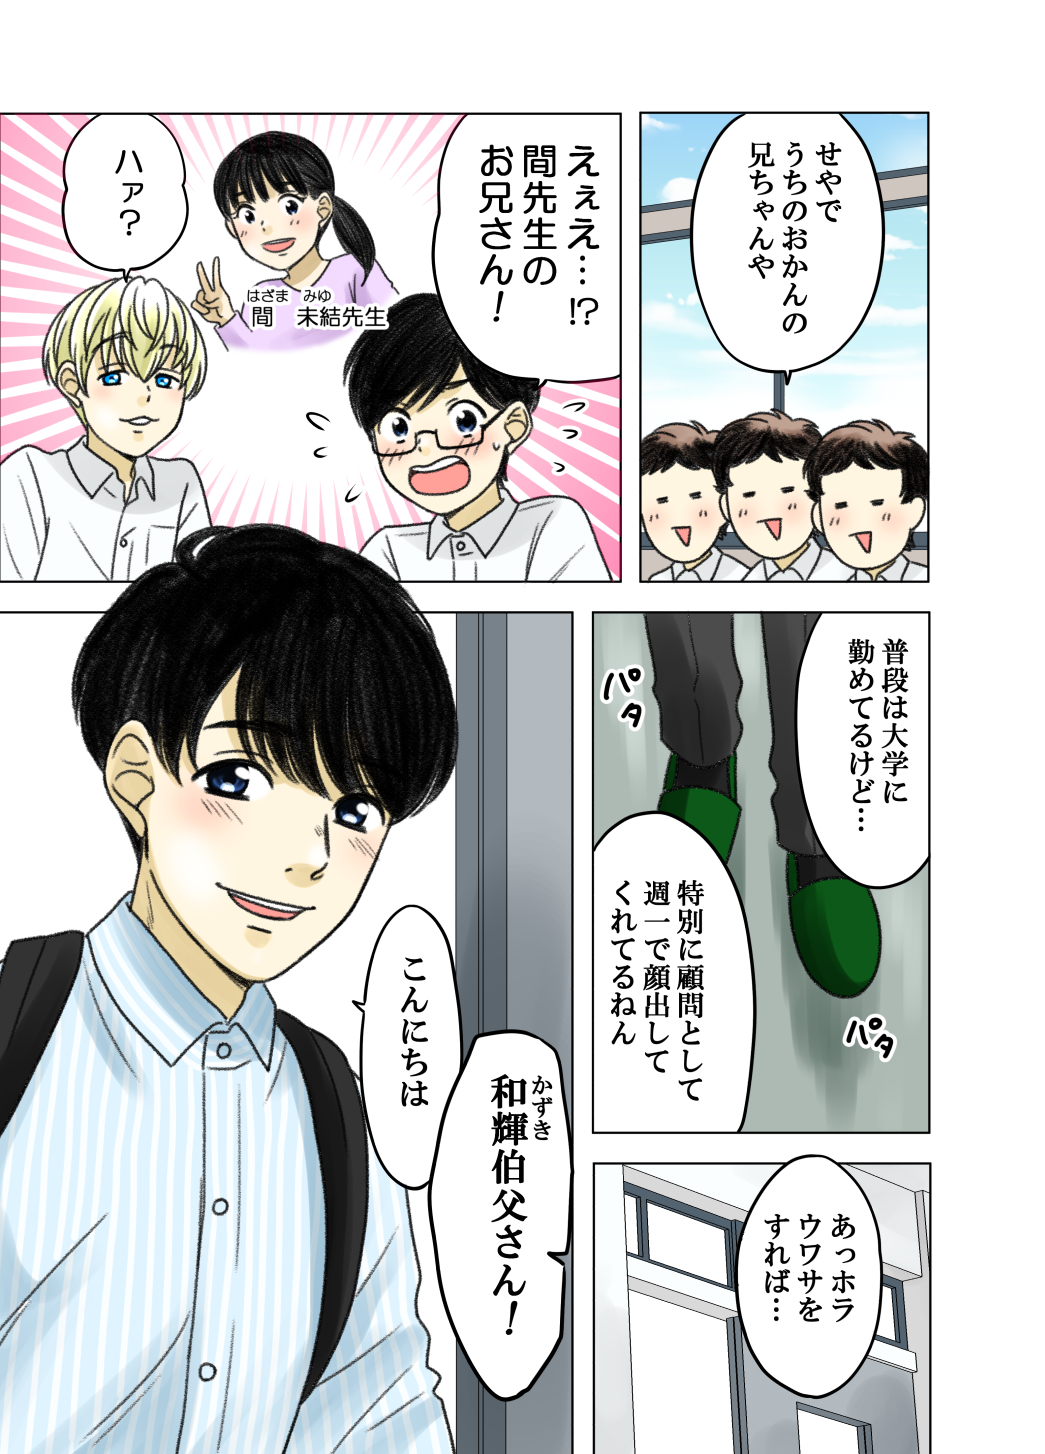 せやで
うちのおかんの
兄ちゃんや
えぇえ…!?
間先生の
お兄さん！
はざま　みゆ
間　未結先生
ハァ？
普段は大学に
勤めてるけど…
パタ
特別に顧問として
週一で顔出して
くれてるねん
パタ
あっホラ
ウワサを
すれば…
かずき
和輝伯父さん！
こんにちは